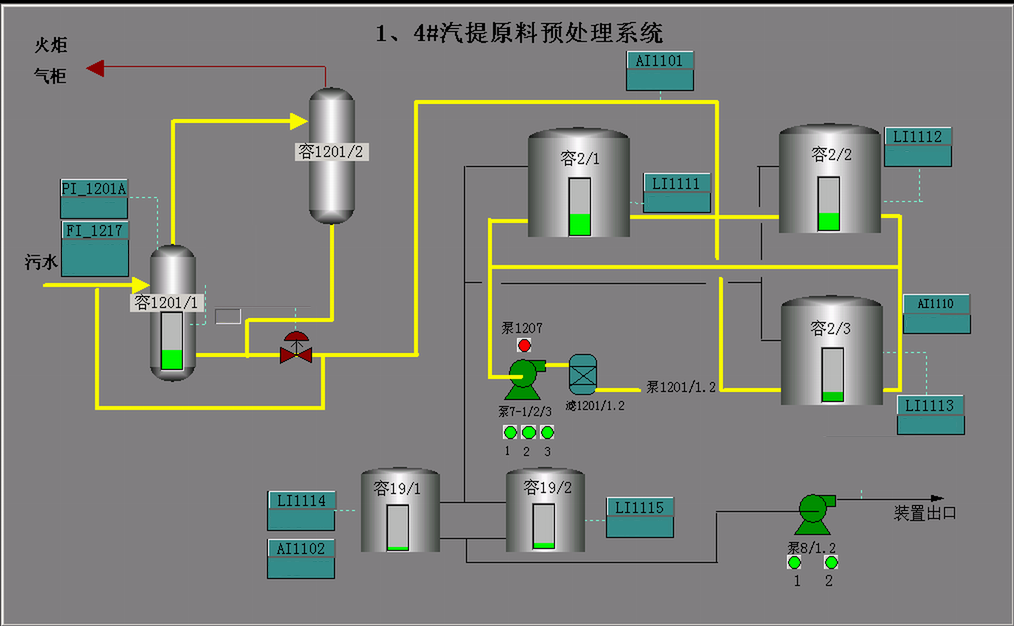 1、4#汽提原料预处理系统
火炬
气柜
AI1101
容1201/2
容2/1
容2/2
LI1112
PI_1201A
LI1111
FI_1217
污水
容1201/1
AI1110
容2/3
泵1207
泵1201/1.2
滤1201/1.2
泵7-1/2/3
LI1113
1 2 3
容19/1
容19/2
LI1114
LI1115
装置出口
AI1102
泵8/1.2
1 2